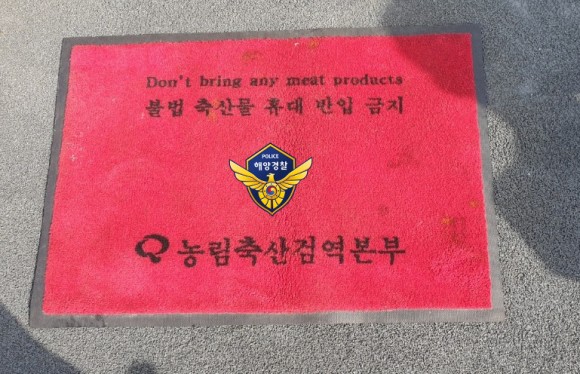 Don't bring any meat products
불법 축산물 휴대 반입 금지
POLICE
해양경찰
농림축산검역본부